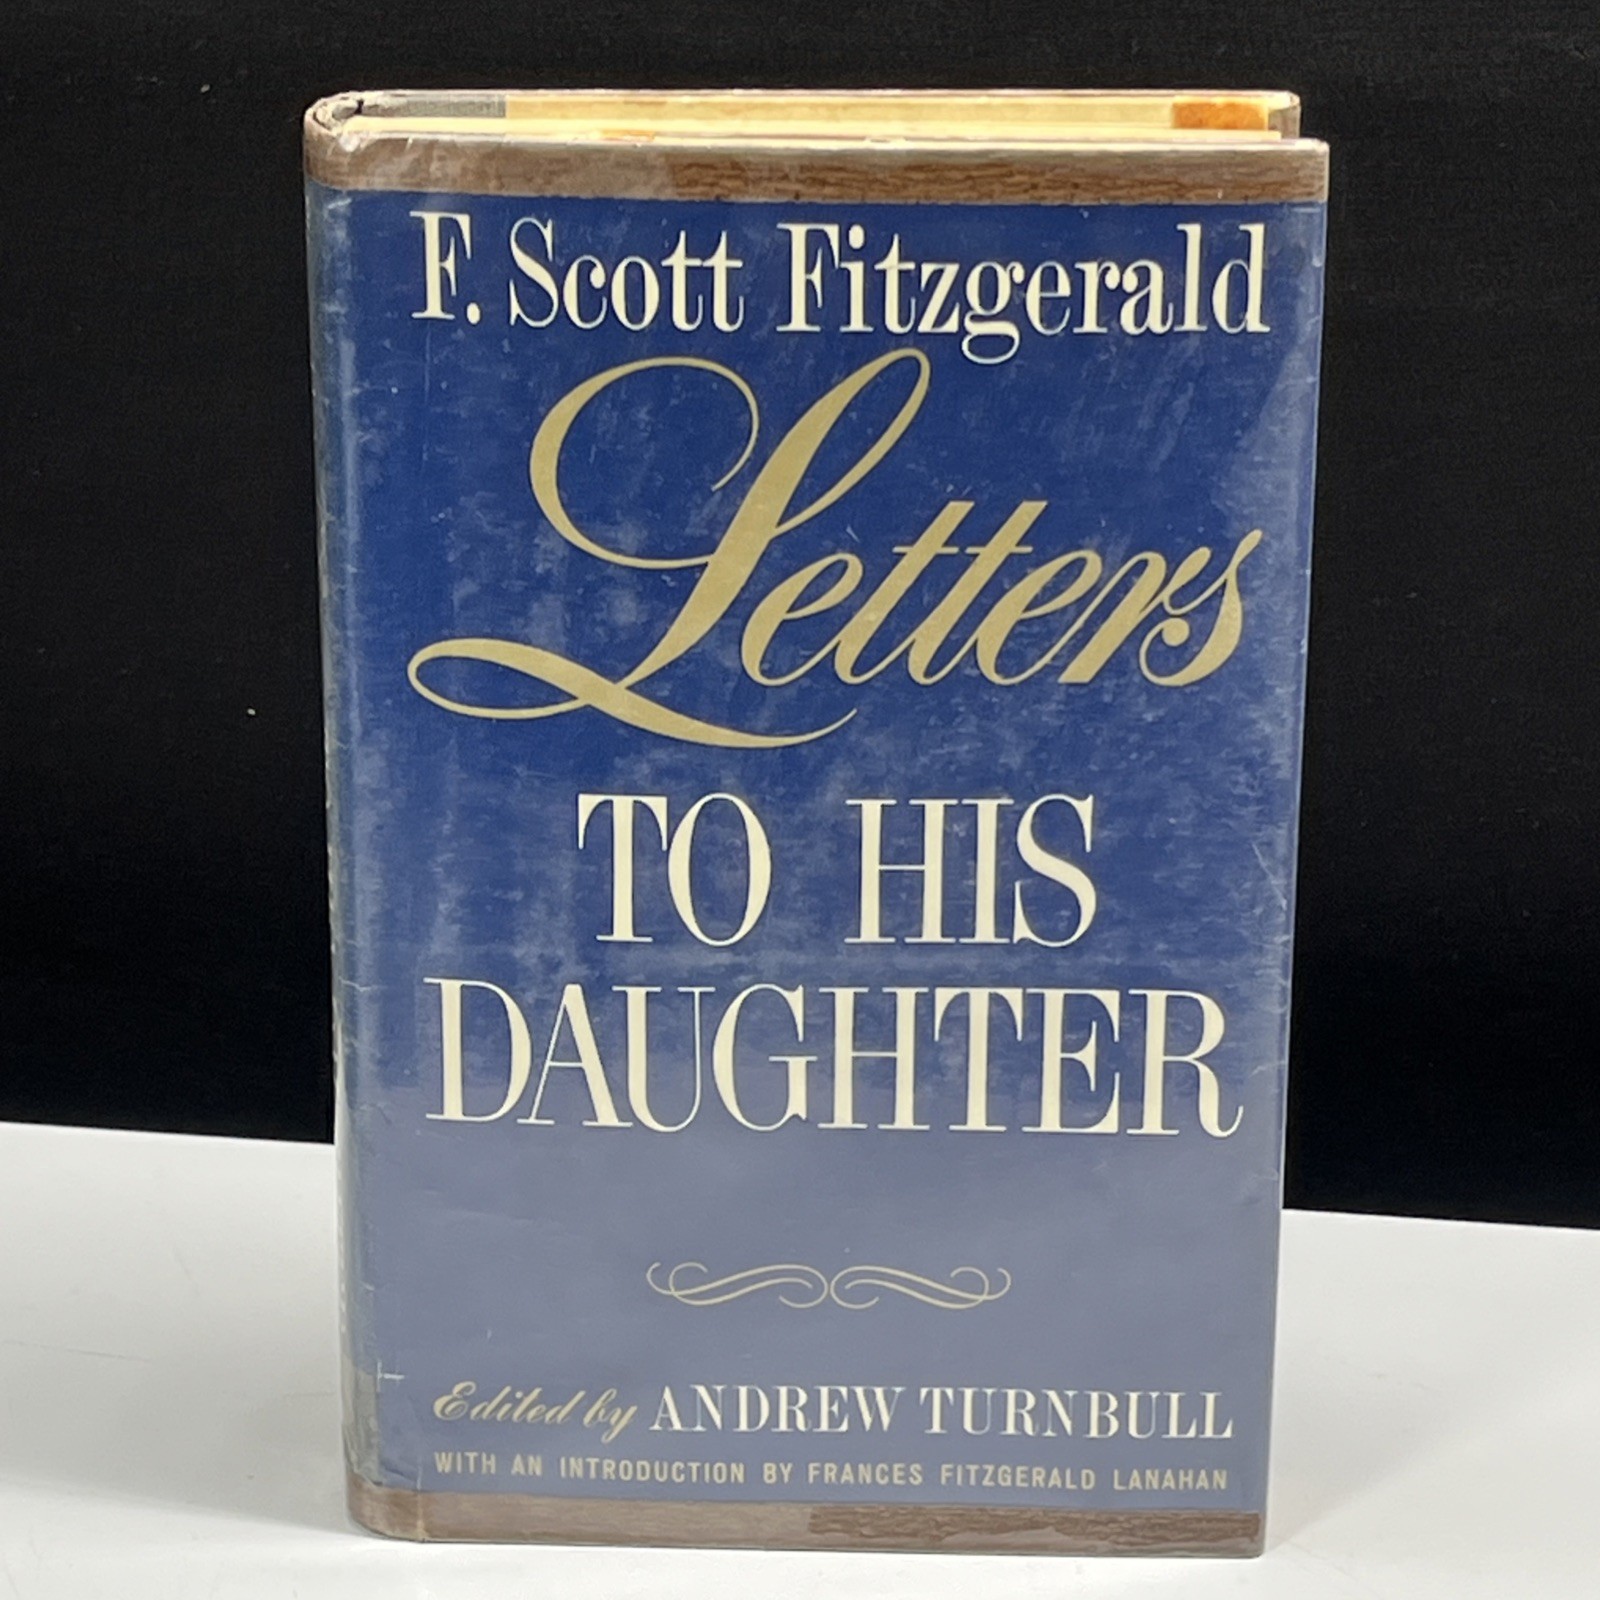 F. Scott Fitzgerald
Letters
TO HIS
DAUGHTER
Edited by ANDREW TURNBULL
WITH AN INTRODUCTION BY FRANCES FITZGERALD LANAHAN